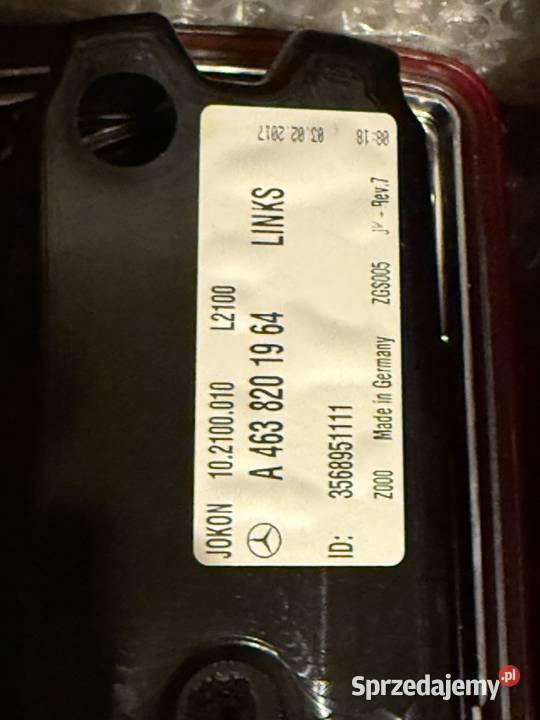 JOKON 10.2100.010 L2100
A 463 820 19 64 LINKS
ID: 3568951111
Z000 Made in Germany ZGS005 - Rev.7
03.02.2017 08:18
Sprzedajemy.pl